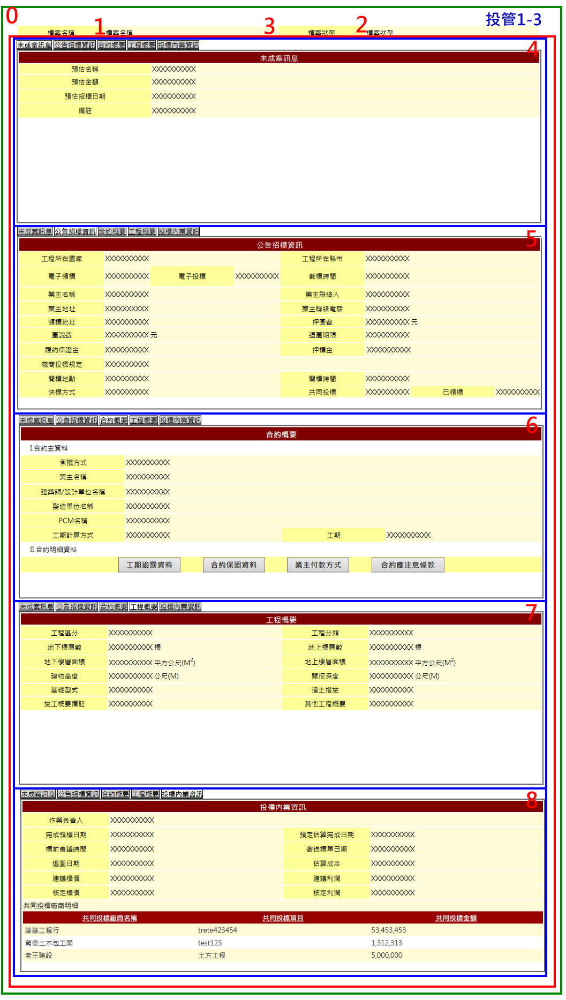 0
投管1-3
標案名稱 1 標案名稱 3 標案狀態 2 標案狀態
未成案訊息 公告招標資訊 合約概要 工程概要 投標內業資訊 4
未成案訊息
預估名稱 XXXXXXXXXX
預估金額 XXXXXXXXXX
預估招標日期 XXXXXXXXXX
備註 XXXXXXXXXX
未成案訊息 公告招標資訊 合約概要 工程概要 投標內業資訊 5
公告招標資訊
工程所在國家 XXXXXXXXXX 工程所在縣市 XXXXXXXXXX
電子領標 XXXXXXXXXX 電子投標 XXXXXXXXXX 截標時間 XXXXXXXXXX
業主名稱 XXXXXXXXXX 業主聯絡人 XXXXXXXXXX
業主地址 XXXXXXXXXX 業主聯絡電話 XXXXXXXXXX
領標地址 XXXXXXXXXX 押圖費 XXXXXXXXXX 元
圖說費 XXXXXXXXXX 元 退圖期限 XXXXXXXXXX
履約保證金 XXXXXXXXXX 押標金 XXXXXXXXXX
廠商投標規定 XXXXXXXXXX
開標地點 XXXXXXXXXX 開標時間 XXXXXXXXXX
決標方式 XXXXXXXXXX 共同投標 XXXXXXXXXX 已領標 XXXXXXXXXX
未成案訊息 公告招標資訊 合約概要 工程概要 投標內業資訊 6
合約概要
I.合約主資料
承攬方式 XXXXXXXXXX
業主名稱 XXXXXXXXXX
建築師/設計單位名稱 XXXXXXXXXX
監造單位名稱 XXXXXXXXXX
PCM名稱 XXXXXXXXXX
工期計算方式 XXXXXXXXXX 工期 XXXXXXXXXX
II.合約明細資料
工期逾罰資料 合約保固資料 業主付款方式 合約應注意條款
未成案訊息 公告招標資訊 合約概要 工程概要 投標內業資訊 7
工程概要
工程區分 XXXXXXXXXX 工程分類 XXXXXXXXXX
地下樓層數 XXXXXXXXXX 樓 地上樓層數 XXXXXXXXXX 樓
地下樓層面積 XXXXXXXXXX 平方公尺(M²) 地上樓層面積 XXXXXXXXXX 平方公尺(M²)
建物高度 XXXXXXXXXX 公尺(M) 開挖深度 XXXXXXXXXX 公尺(M)
基礎型式 XXXXXXXXXX 擋土措施 XXXXXXXXXX
施工概要備註 XXXXXXXXXX 其他工程概要 XXXXXXXXXX
未成案訊息 公告招標資訊 合約概要 工程概要 投標內業資訊 8
投標內業資訊
作業負責人 XXXXXXXXXX
完成領標日期 XXXXXXXXXX 預定估算完成日期 XXXXXXXXXX
標前會議時間 XXXXXXXXXX 寄送標單日期 XXXXXXXXXX
退圖日期 XXXXXXXXXX 估算成本 XXXXXXXXXX
建議標價 XXXXXXXXXX 建議利潤 XXXXXXXXXX
核定標價 XXXXXXXXXX 核定利潤 XXXXXXXXXX
共同投標廠商明細
共同投標廠商名稱 共同投標項目 共同投標金額
基基工程行 trete423454 53,453,453
育偉土木包工業 test123 1,312,313
老王建設 土方工程 5,000,000